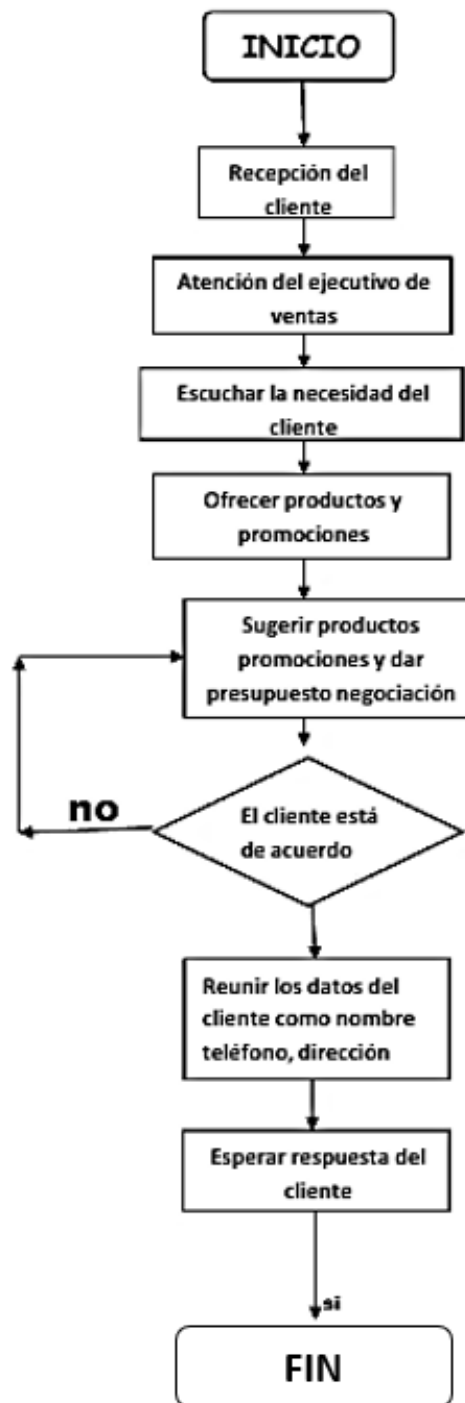 INICIO
Recepción del
cliente
Atención del ejecutivo de
ventas
Escuchar la necesidad del
cliente
Ofrecer productos y
promociones
Sugerir productos
promociones y dar
presupuesto negociación
no
El cliente está
de acuerdo
Reunir los datos del
cliente como nombre
teléfono, dirección
Esperar respuesta del
cliente
si
FIN